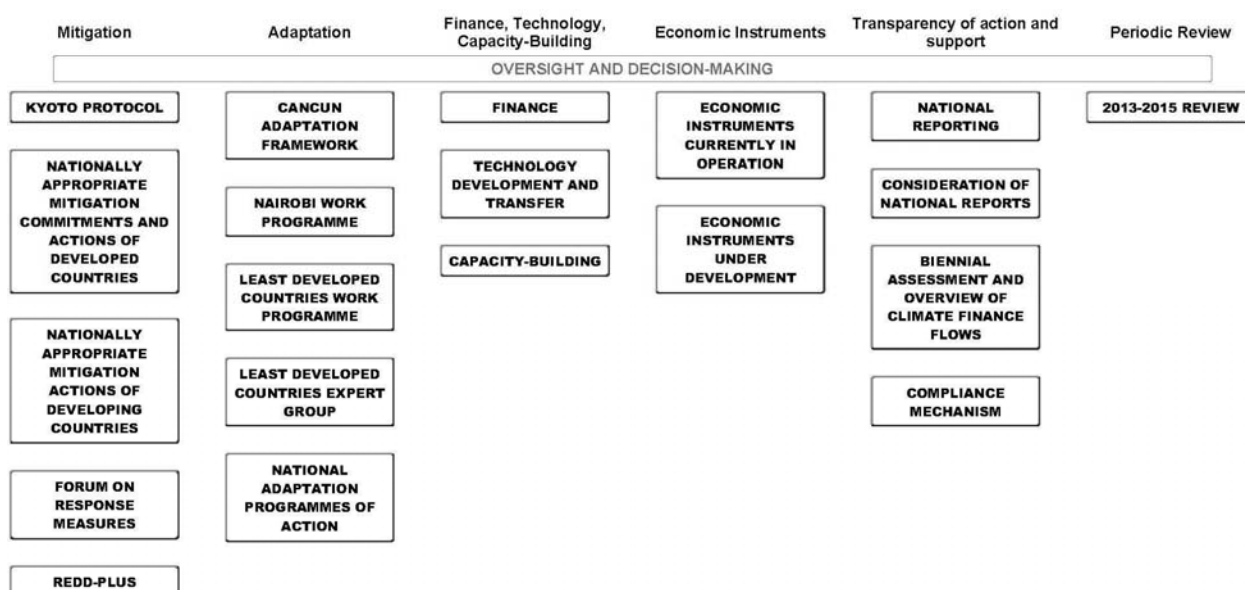 Mitigation
Adaptation
Finance, Technology,
Capacity-Building
Economic Instruments
Transparency of action and
support
Periodic Review
OVERSIGHT AND DECISION-MAKING
KYOTO PROTOCOL
NATIONALLY
APPROPRIATE
MITIGATION
COMMITMENTS AND
ACTIONS OF
DEVELOPED
COUNTRIES
NATIONALLY
APPROPRIATE
MITIGATION
ACTIONS OF
DEVELOPING
COUNTRIES
FORUM ON
RESPONSE
MEASURES
REDD-PLUS
CANCUN
ADAPTATION
FRAMEWORK
NAIROBI WORK
PROGRAMME
LEAST DEVELOPED
COUNTRIES WORK
PROGRAMME
LEAST DEVELOPED
COUNTRIES EXPERT
GROUP
NATIONAL
ADAPTATION
PROGRAMMES OF
ACTION
FINANCE
TECHNOLOGY
DEVELOPMENT AND
TRANSFER
CAPACITY-BUILDING
ECONOMIC
INSTRUMENTS
CURRENTLY IN
OPERATION
ECONOMIC
INSTRUMENTS
UNDER
DEVELOPMENT
NATIONAL
REPORTING
CONSIDERATION OF
NATIONAL REPORTS
BIENNIAL
ASSESSMENT AND
OVERVIEW OF
CLIMATE FINANCE
FLOWS
COMPLIANCE
MECHANISM
2013-2015 REVIEW